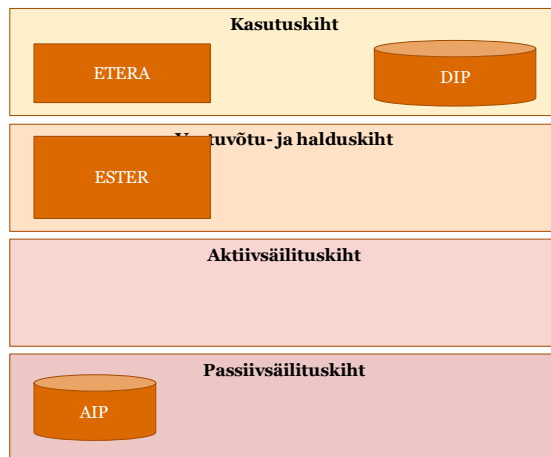 Kasutuskiht
ETERA
DIP
ja halduskiht
ESTER
Aktiivsäilituskiht
Passiivsäilituskiht
AIP